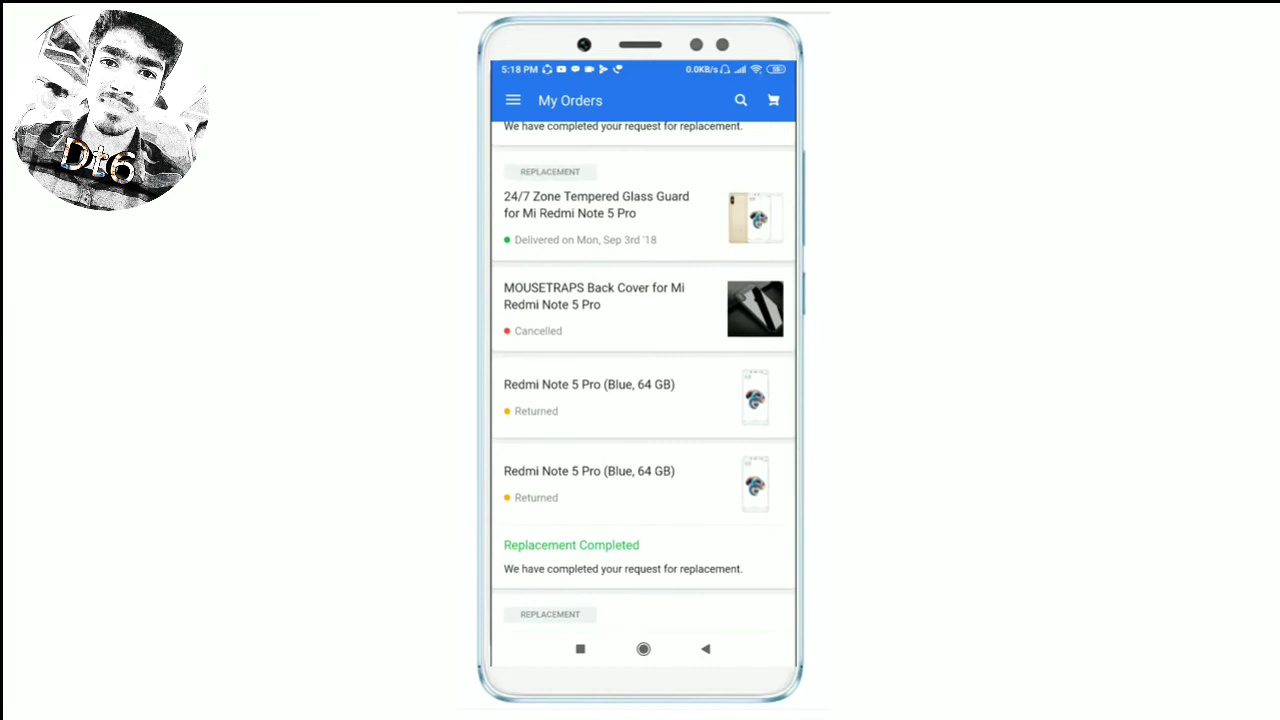 Dt6
5:18 PM 0.0KB/s 59
My Orders
We have completed your request for replacement.
REPLACEMENT
24/7 Zone Tempered Glass Guard
for Mi Redmi Note 5 Pro
Delivered on Mon, Sep 3rd '18
MOUSETRAPS Back Cover for Mi
Redmi Note 5 Pro
Cancelled
Redmi Note 5 Pro (Blue, 64 GB)
Returned
Redmi Note 5 Pro (Blue, 64 GB)
Returned
Replacement Completed
We have completed your request for replacement.
REPLACEMENT